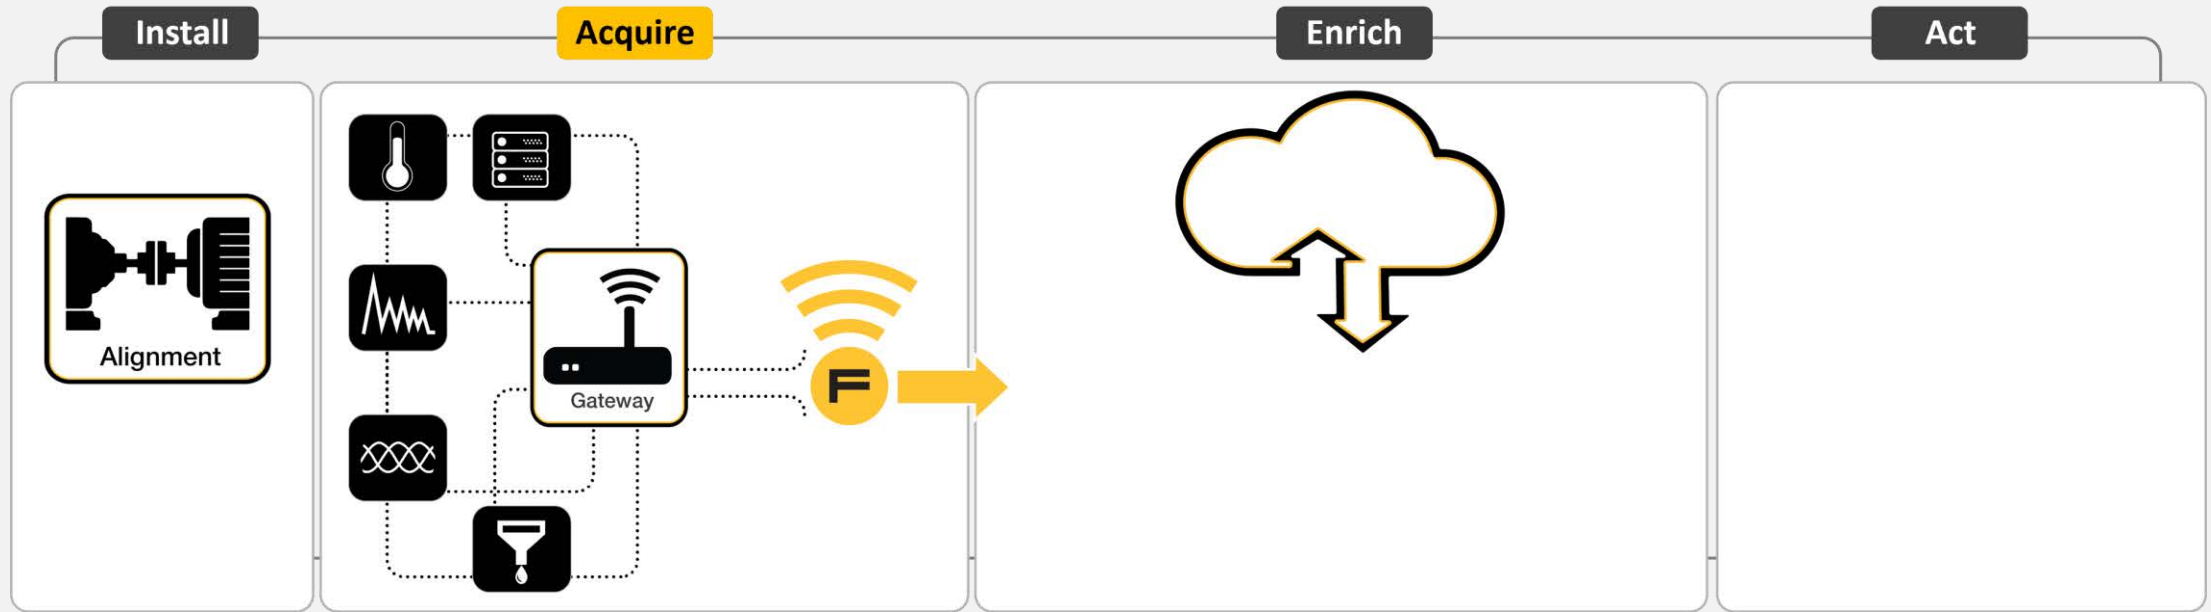 Install
Acquire
Enrich
Act
Alignment
Gateway
F